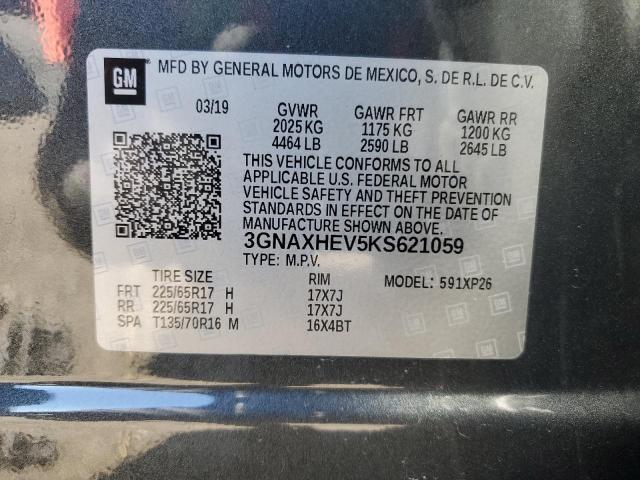 GM
MFD BY GENERAL MOTORS DE MEXICO, S. DE R.L. DE C.V.
03/19 GVWR GAWR FRT GAWR RR
2025 KG 1175 KG 1200 KG
4464 LB 2590 LB 2645 LB
THIS VEHICLE CONFORMS TO ALL
APPLICABLE U.S. FEDERAL MOTOR
VEHICLE SAFETY AND THEFT PREVENTION
STANDARDS IN EFFECT ON THE DATE OF
MANUFACTURE SHOWN ABOVE.
3GNAXHEV5KS621059
TYPE: M.P.V.
TIRE SIZE RIM MODEL: 591XP26
FRT 225/65R17 H 17X7J
RR 225/65R17 H 17X7J
SPA T135/70R16 M 16X4BT